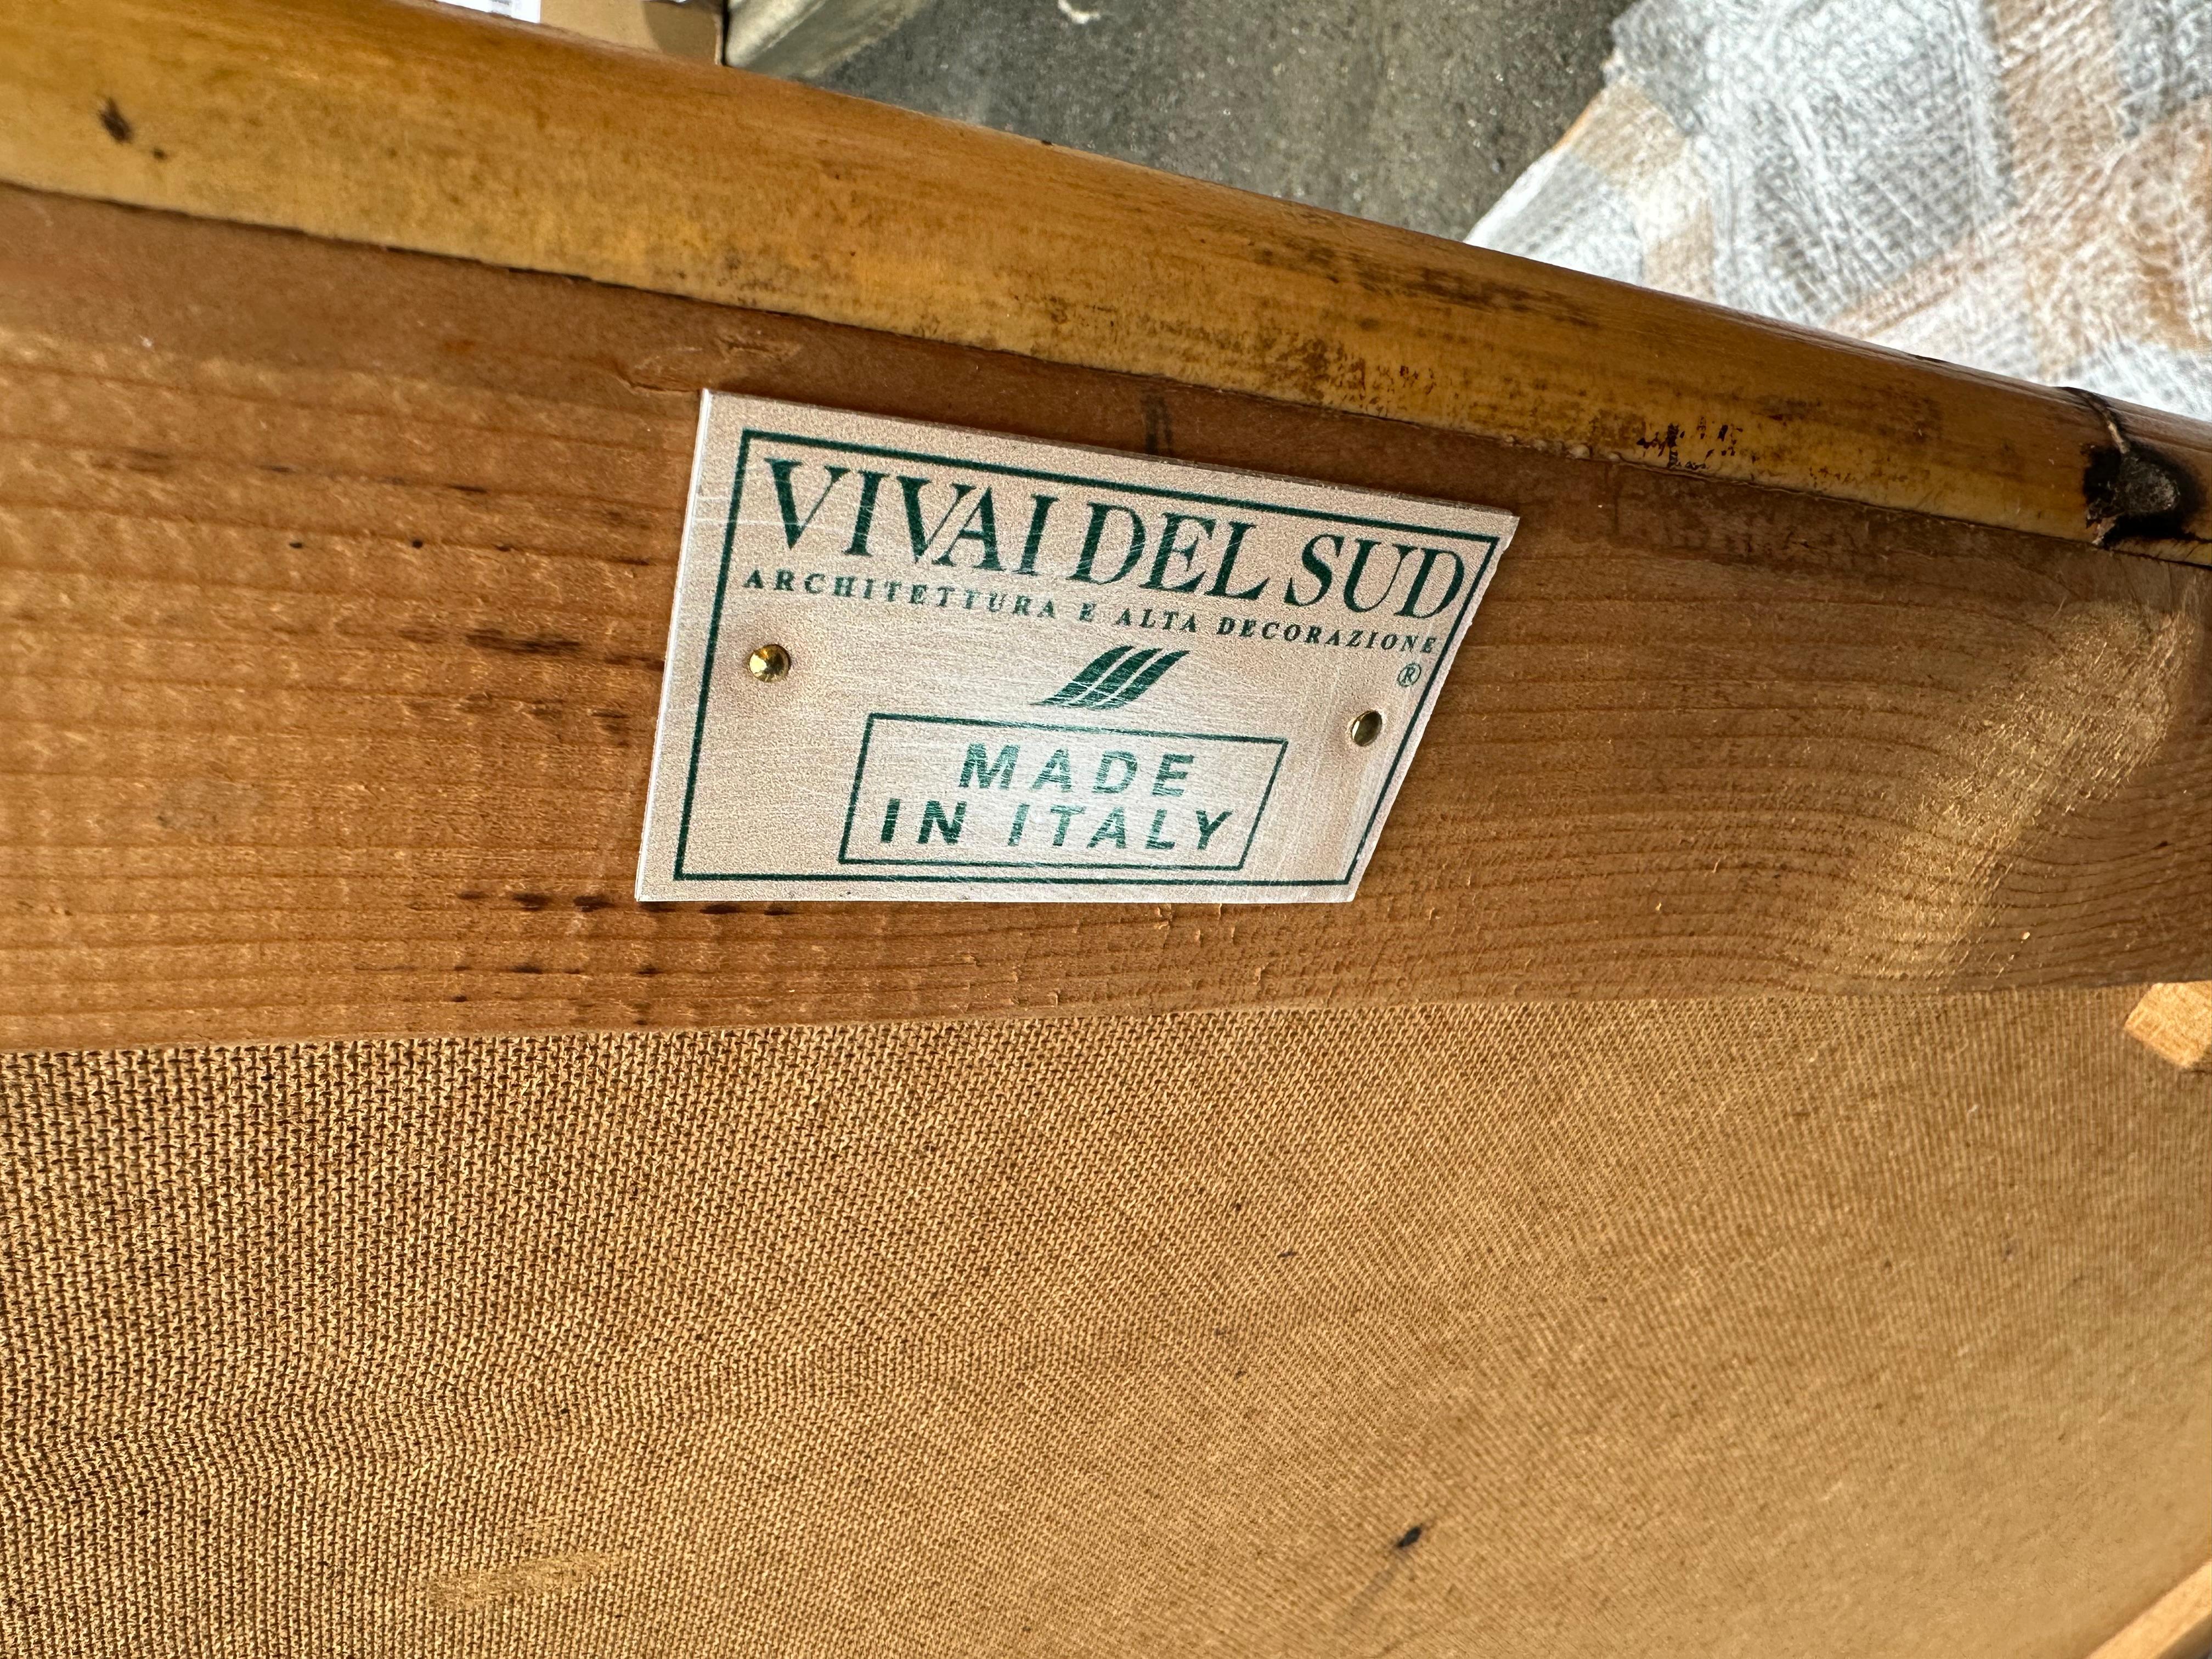 VIVAI DEL SUD
ARCHITETTURA E ALTA DECORAZIONE
®
MADE
IN ITALY